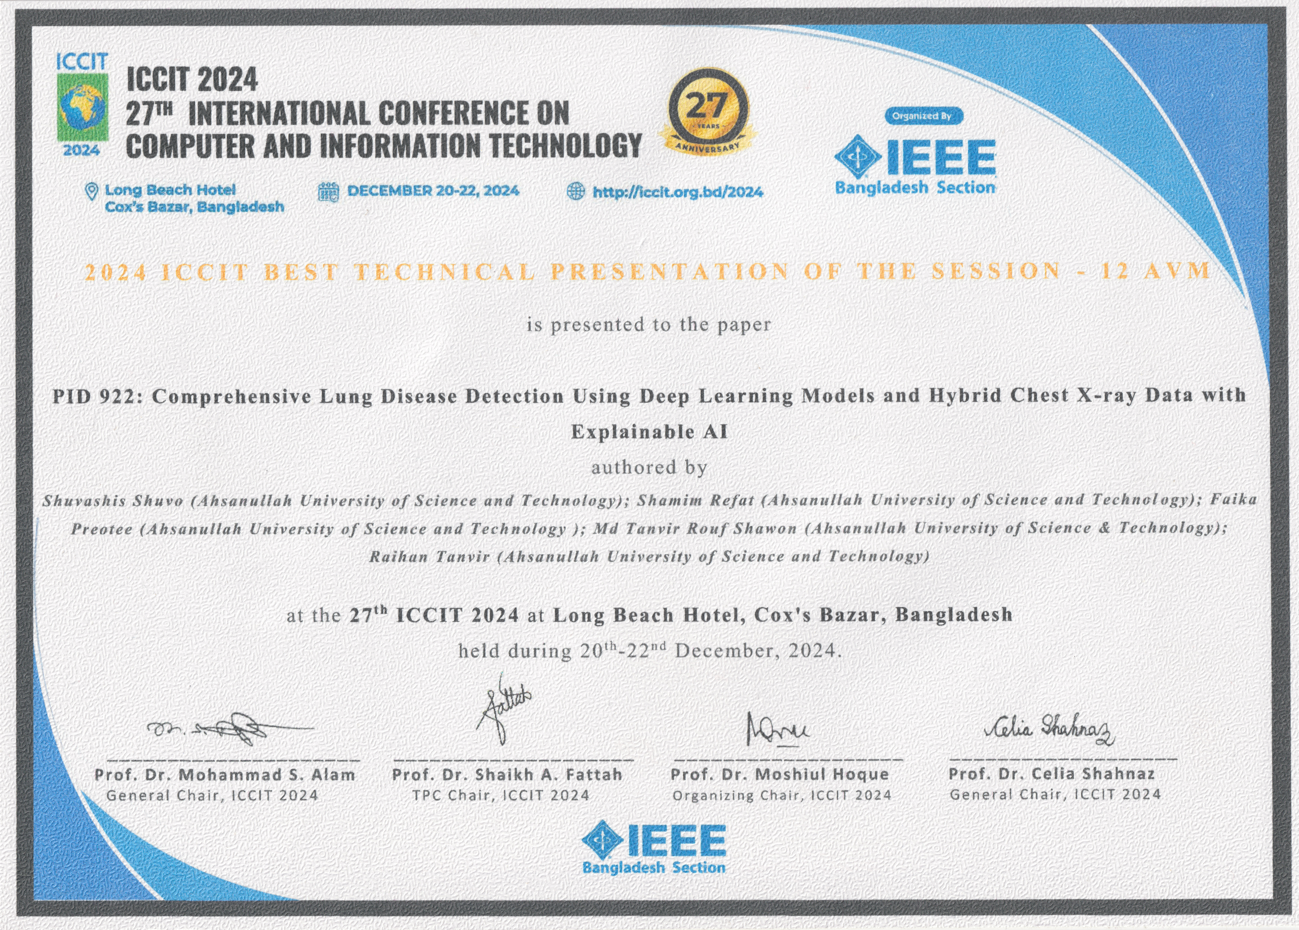 ICCIT
2024
ICCIT 2024
27TH INTERNATIONAL CONFERENCE ON
COMPUTER AND INFORMATION TECHNOLOGY
27
YEARS
ANNIVERSARY
Organized By
IEEE
Bangladesh Section
Long Beach Hotel
Cox's Bazar, Bangladesh
DECEMBER 20-22, 2024
http://iccit.org.bd/2024
2024 ICCIT BEST TECHNICAL PRESENTATION OF THE SESSION - 12 AVM
is presented to the paper
PID 922: Comprehensive Lung Disease Detection Using Deep Learning Models and Hybrid Chest X-ray Data with
Explainable AI
authored by
Shuvashis Shuvo (Ahsanullah University of Science and Technology); Shamim Refat (Ahsanullah University of Science and Technology); Faika
Preotee (Ahsanullah University of Science and Technology ); Md Tanvir Rouf Shawon (Ahsanullah University of Science & Technology);
Raihan Tanvir (Ahsanullah University of Science and Technology)
at the 27th ICCIT 2024 at Long Beach Hotel, Cox's Bazar, Bangladesh
held during 20th-22nd December, 2024.
Fattah
Celia Shahnaz
Prof. Dr. Mohammad S. Alam
General Chair, ICCIT 2024
Prof. Dr. Shaikh A. Fattah
TPC Chair, ICCIT 2024
Prof. Dr. Moshiul Hoque
Organizing Chair, ICCIT 2024
Prof. Dr. Celia Shahnaz
General Chair, ICCIT 2024
IEEE
Bangladesh Section